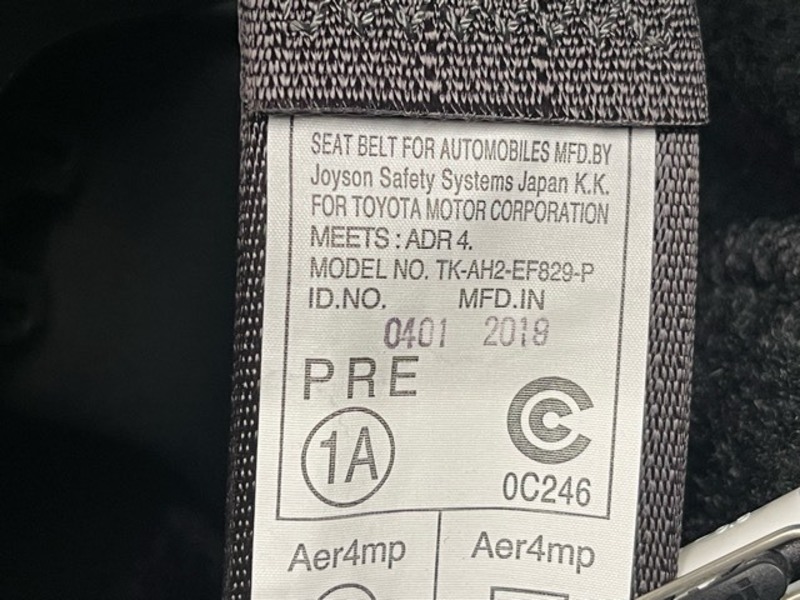 SEAT BELT FOR AUTOMOBILES MFD.BY
Joyson Safety Systems Japan K.K.
FOR TOYOTA MOTOR CORPORATION
MEETS : ADR 4.
MODEL NO. TK-AH2-EF829-P
ID.NO. MFD.IN
0401 2018
PRE
1A
0C246
Aer4mp Aer4mp